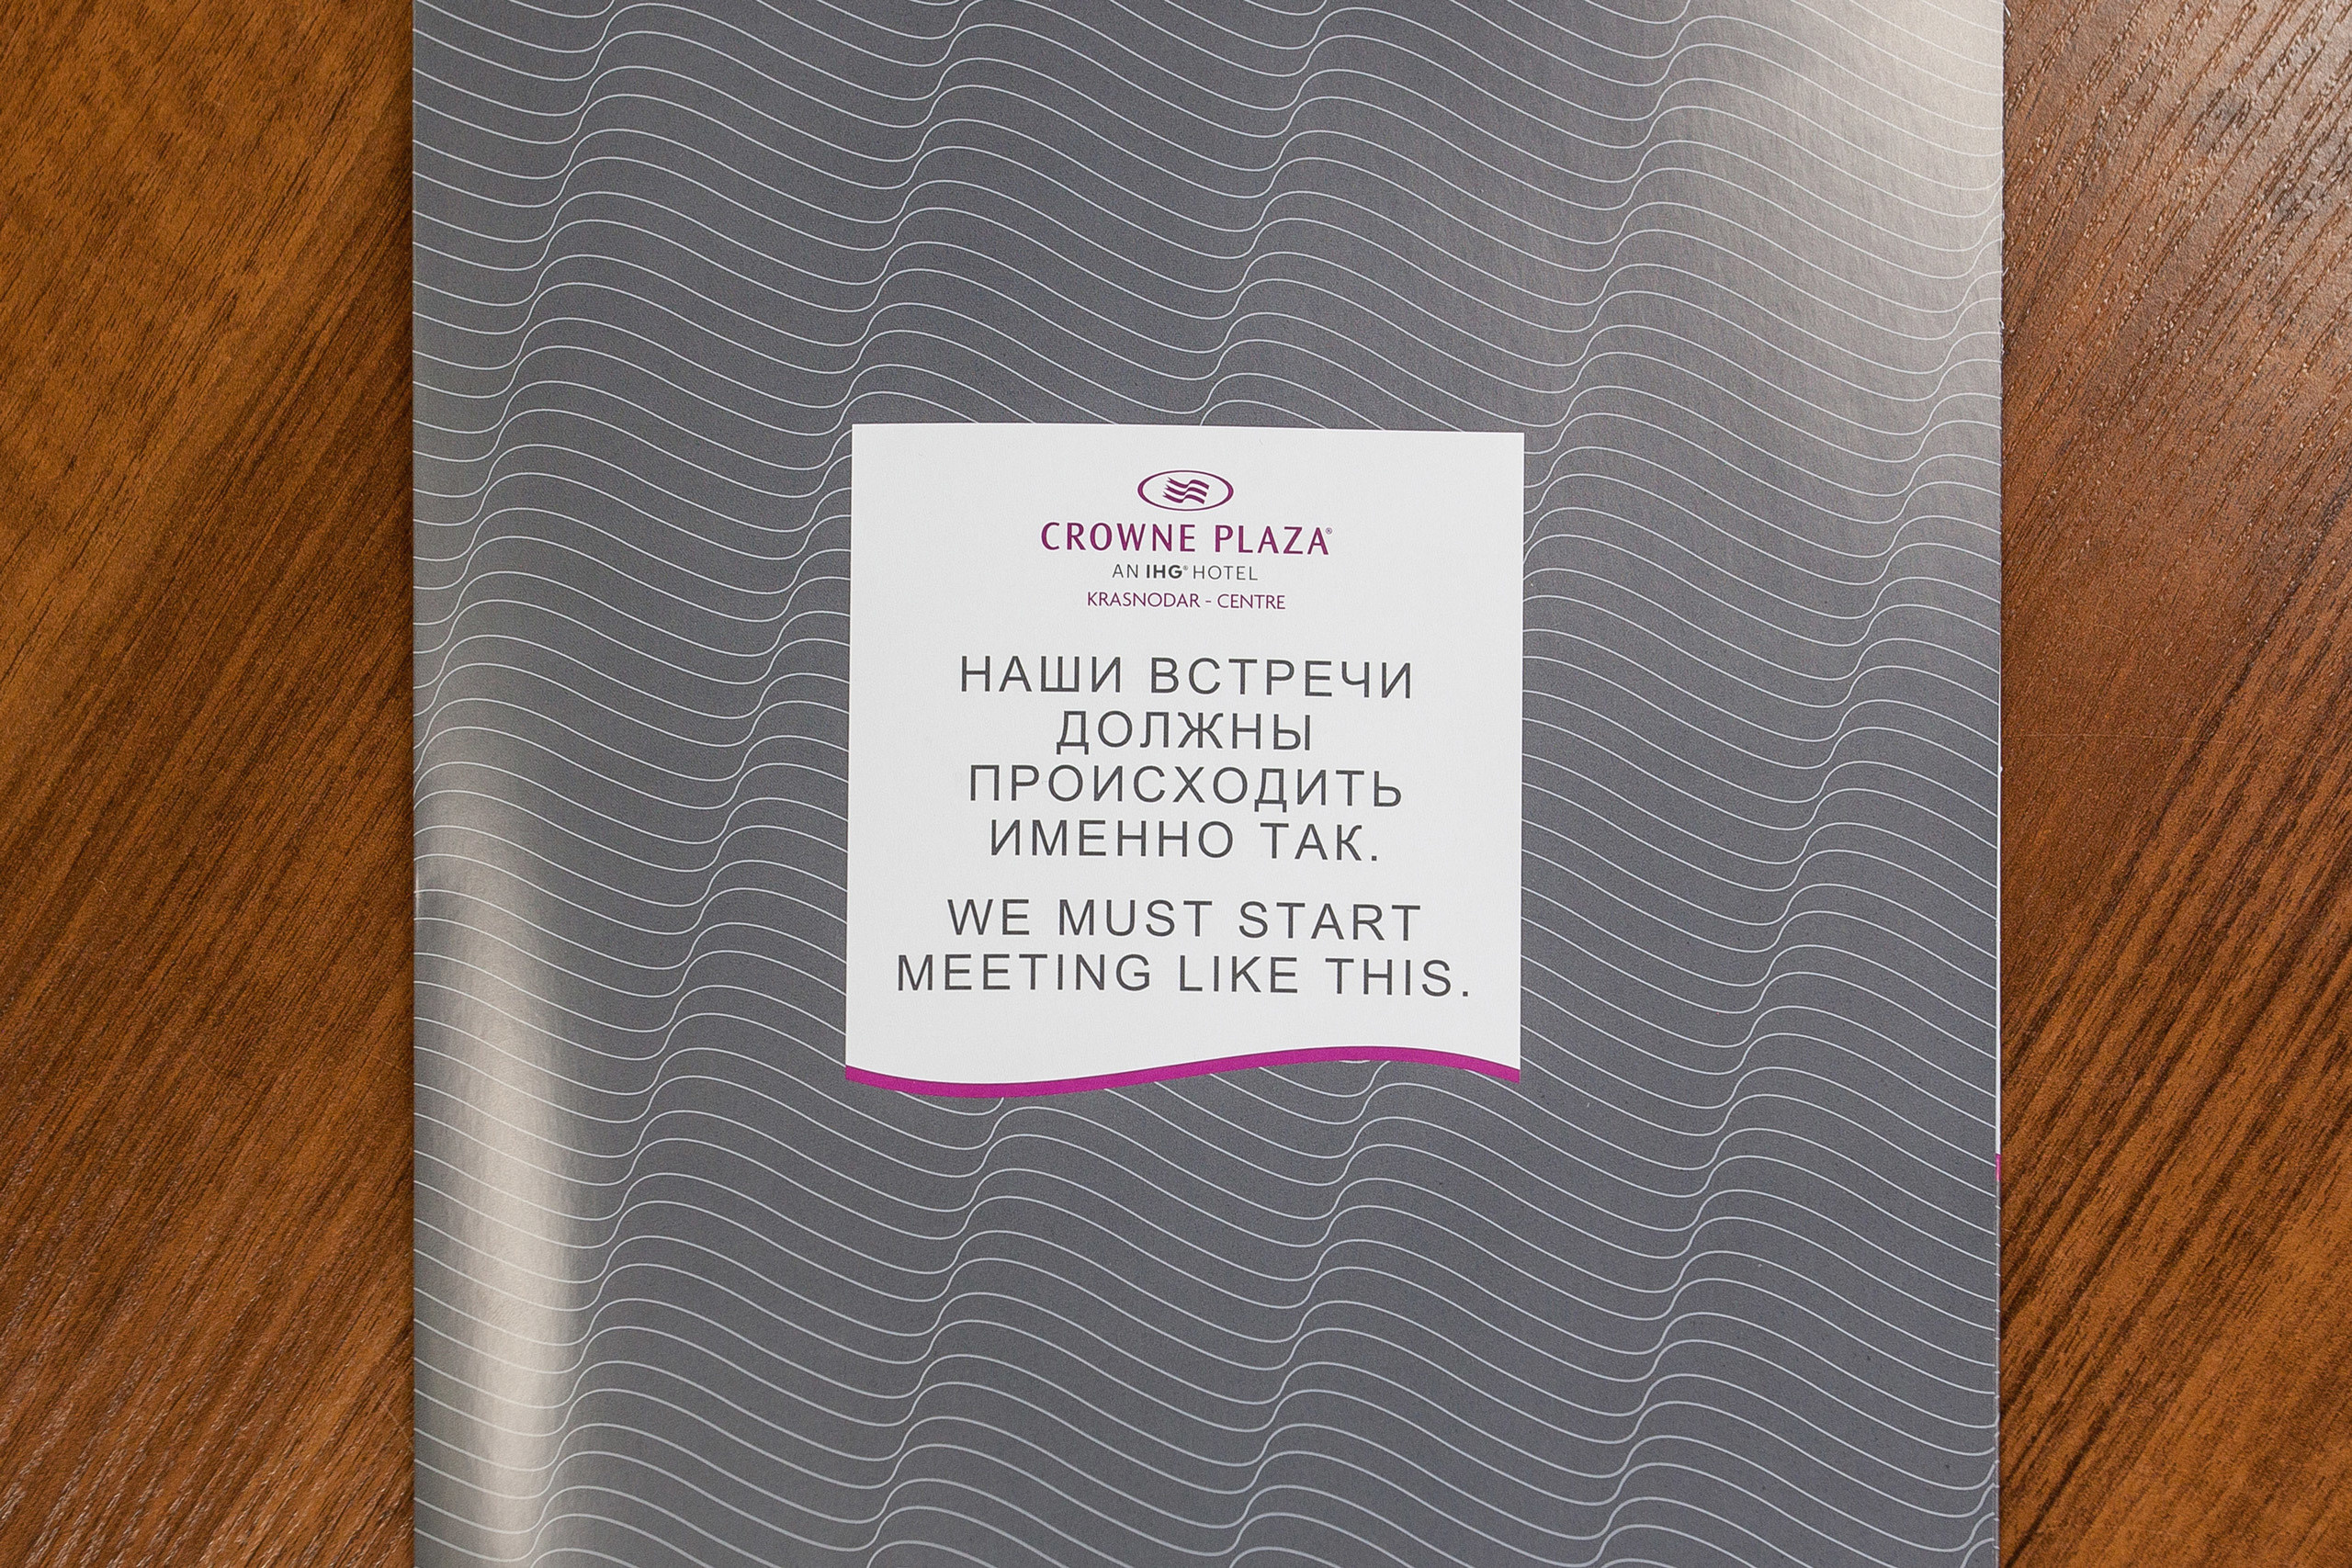 CROWNE PLAZA®
AN IHG® HOTEL
KRASNODAR - CENTRE
НАШИ ВСТРЕЧИ
ДОЛЖНЫ
ПРОИСХОДИТЬ
ИМЕННО ТАК.
WE MUST START
MEETING LIKE THIS.